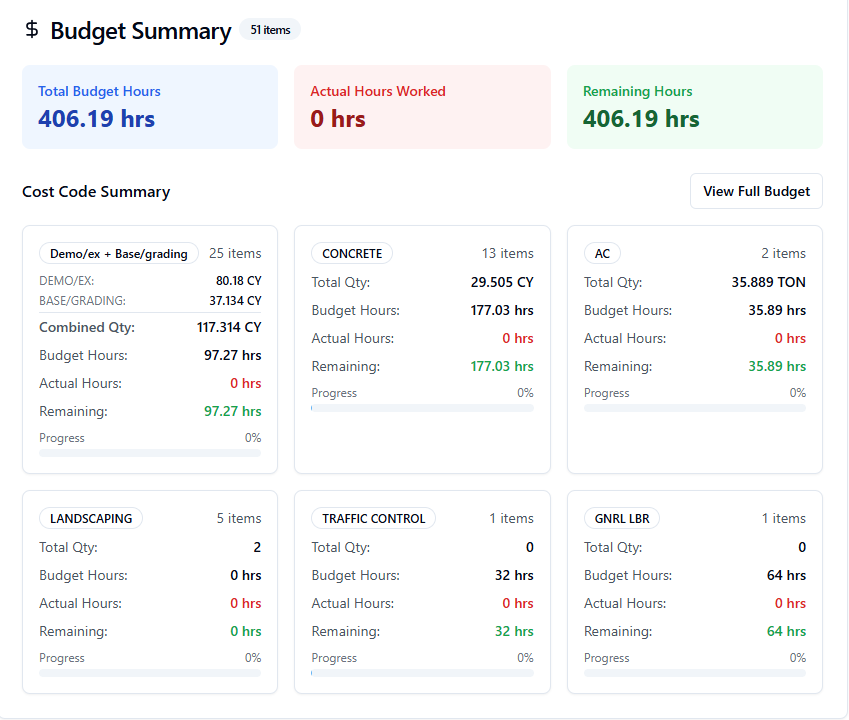 $ Budget Summary 51 items
Total Budget Hours
406.19 hrs
Actual Hours Worked
0 hrs
Remaining Hours
406.19 hrs
Cost Code Summary
View Full Budget
Demo/ex + Base/grading 25 items
DEMO/EX: 80.18 CY
BASE/GRADING: 37.134 CY
Combined Qty: 117.314 CY
Budget Hours: 97.27 hrs
Actual Hours: 0 hrs
Remaining: 97.27 hrs
Progress 0%
CONCRETE 13 items
Total Qty: 29.505 CY
Budget Hours: 177.03 hrs
Actual Hours: 0 hrs
Remaining: 177.03 hrs
Progress 0%
AC 2 items
Total Qty: 35.889 TON
Budget Hours: 35.89 hrs
Actual Hours: 0 hrs
Remaining: 35.89 hrs
Progress 0%
LANDSCAPING 5 items
Total Qty: 2
Budget Hours: 0 hrs
Actual Hours: 0 hrs
Remaining: 0 hrs
Progress 0%
TRAFFIC CONTROL 1 items
Total Qty: 0
Budget Hours: 32 hrs
Actual Hours: 0 hrs
Remaining: 32 hrs
Progress 0%
GNRL LBR 1 items
Total Qty: 0
Budget Hours: 64 hrs
Actual Hours: 0 hrs
Remaining: 64 hrs
Progress 0%